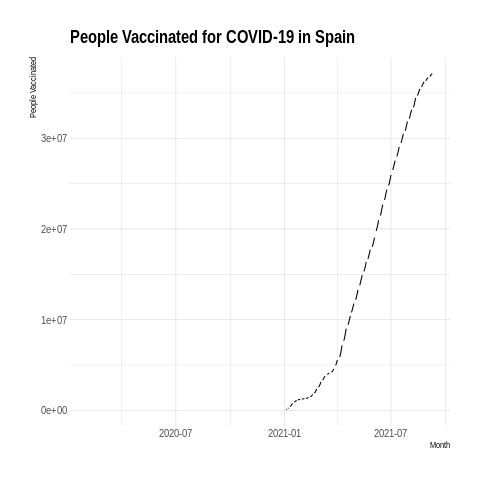 People Vaccinated for COVID-19 in Spain
People Vaccinated
3e+07
2e+07
1e+07
0e+00
2020-07
2021-01
2021-07
Month